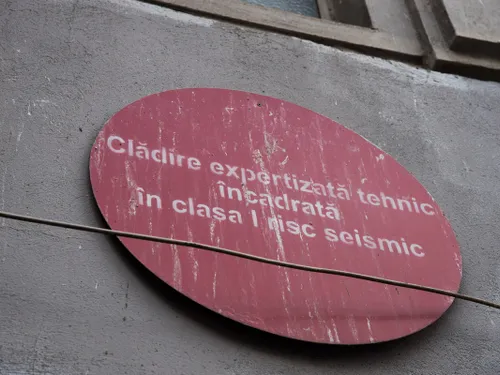 Clădire expertizată tehnic
încadrată
în clasa I risc seismic